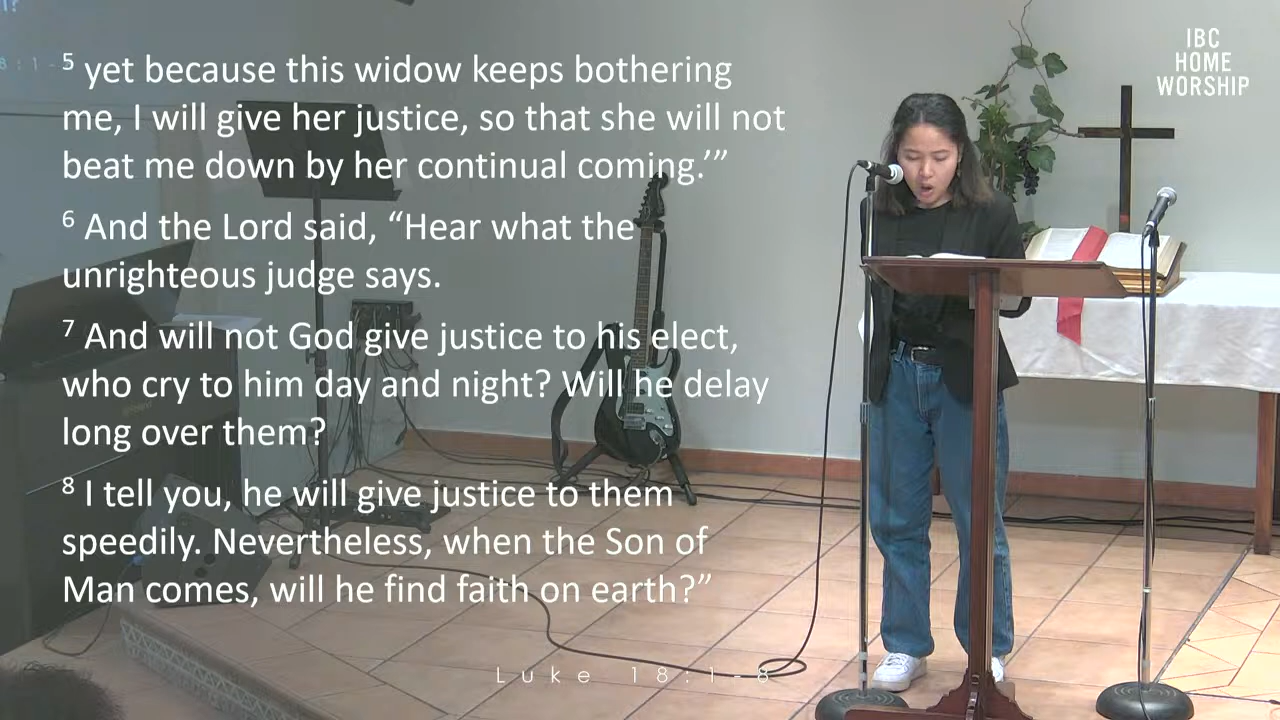 ⁵ yet because this widow keeps bothering
me, I will give her justice, so that she will not
beat me down by her continual coming.’”
⁶ And the Lord said, “Hear what the
unrighteous judge says.
⁷ And will not God give justice to his elect,
who cry to him day and night? Will he delay
long over them?
⁸ I tell you, he will give justice to them
speedily. Nevertheless, when the Son of
Man comes, will he find faith on earth?”
Luke 18:1-8
IBC
HOME
WORSHIP